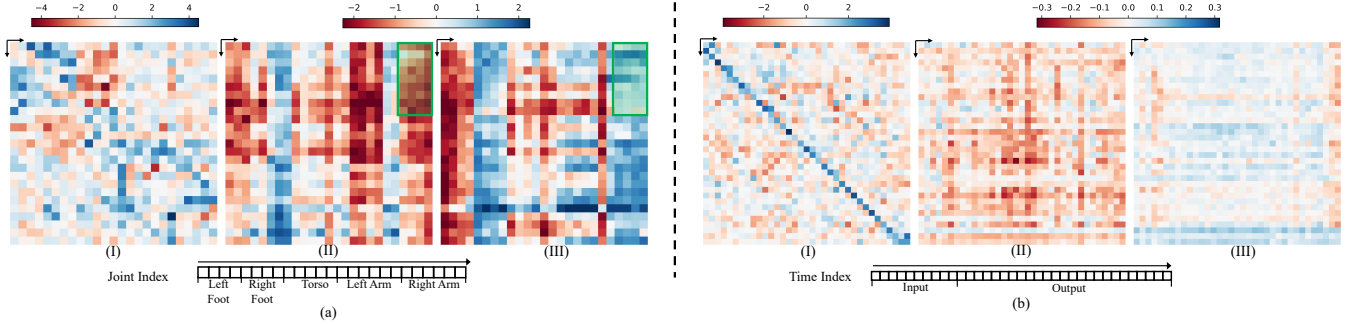 −4 −2 0 2 4
−2 −1 0 1 2
−2 0 2
−0.3 −0.2 −0.1 0.0 0.1 0.2 0.3
(I) (II) (III)
(I) (II) (III)
Joint Index
Left Foot
Right Foot
Torso
Left Arm
Right Arm
(a)
Time Index
Input
Output
(b)